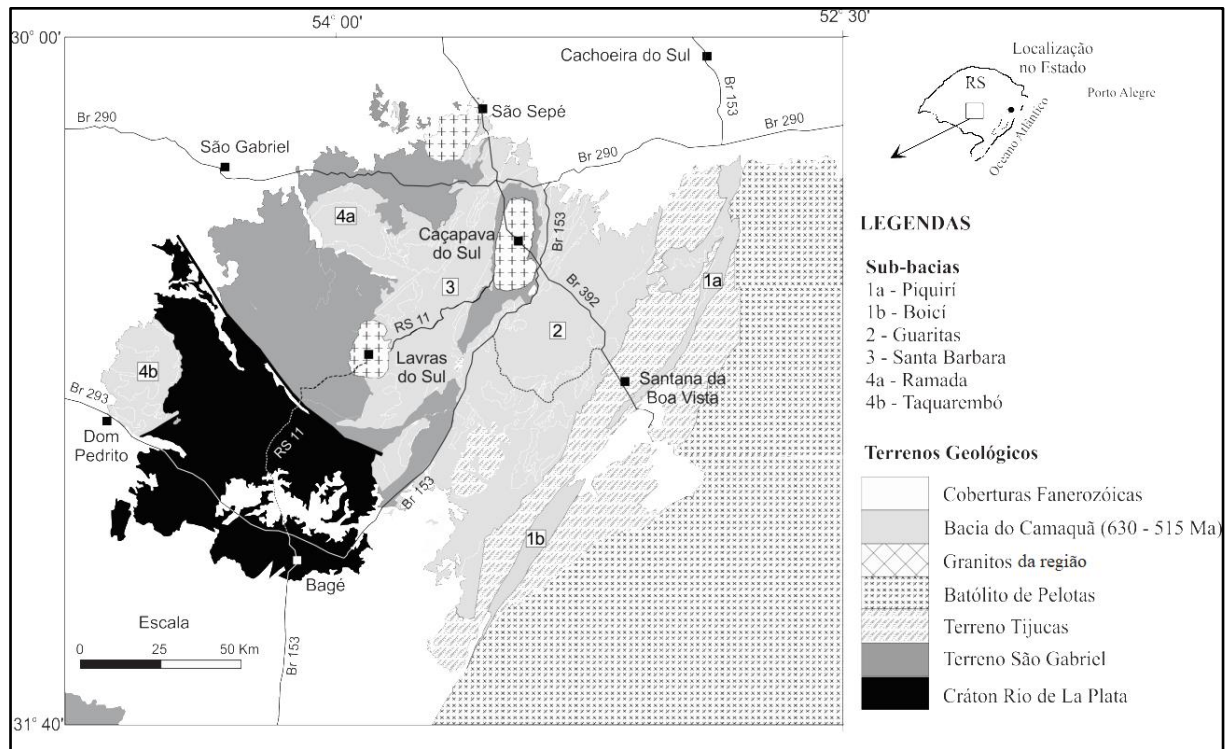 54° 00'
52° 30'
30° 00'
31° 40'
Cachoeira do Sul
Br 153
São Sepé
Br 290
São Gabriel
Br 290
Br 290
4a
Caçapava
do Sul
Br 153
1a
3
Br 392
RS 11
2
Lavras
do Sul
4b
Santana da
Boa Vista
Br 293
Dom
Pedrito
RS 11
Br 153
1b
Bagé
Escala
0 25 50 Km
Br 153
Localização
no Estado
RS
Porto Alegre
Oceano Atlântico
LEGENDAS
Sub-bacias
1a - Piquirí
1b - Boicí
2 - Guaritas
3 - Santa Barbara
4a - Ramada
4b - Taquarembó
Terrenos Geológicos
Coberturas Fanerozóicas
Bacia do Camaquã (630 - 515 Ma)
Granitos da região
Batólito de Pelotas
Terreno Tijucas
Terreno São Gabriel
Cráton Rio de La Plata